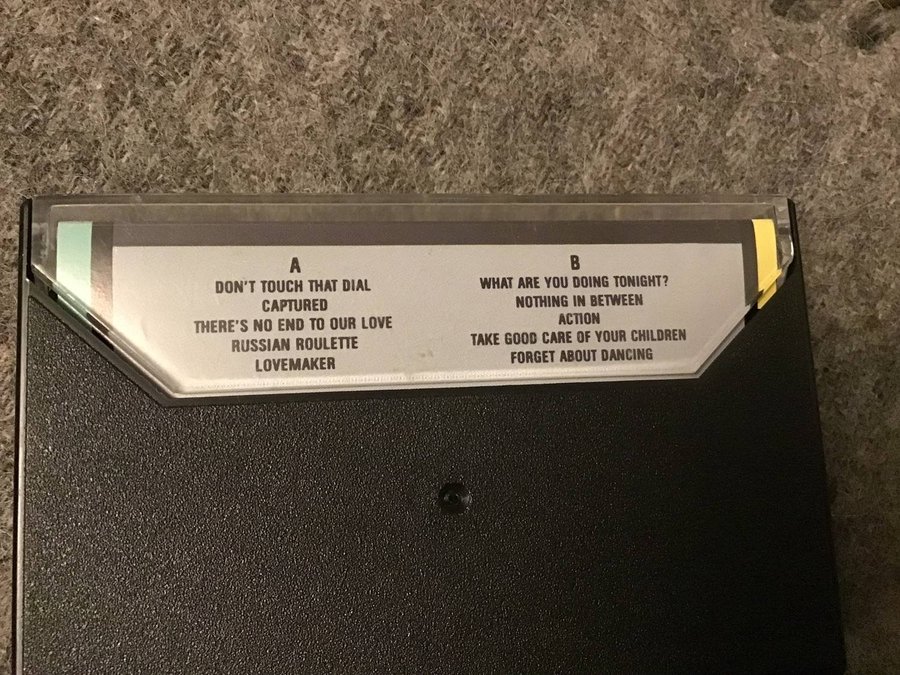 A
DON'T TOUCH THAT DIAL
CAPTURED
THERE'S NO END TO OUR LOVE
RUSSIAN ROULETTE
LOVEMAKER
B
WHAT ARE YOU DOING TONIGHT?
NOTHING IN BETWEEN
ACTION
TAKE GOOD CARE OF YOUR CHILDREN
FORGET ABOUT DANCING